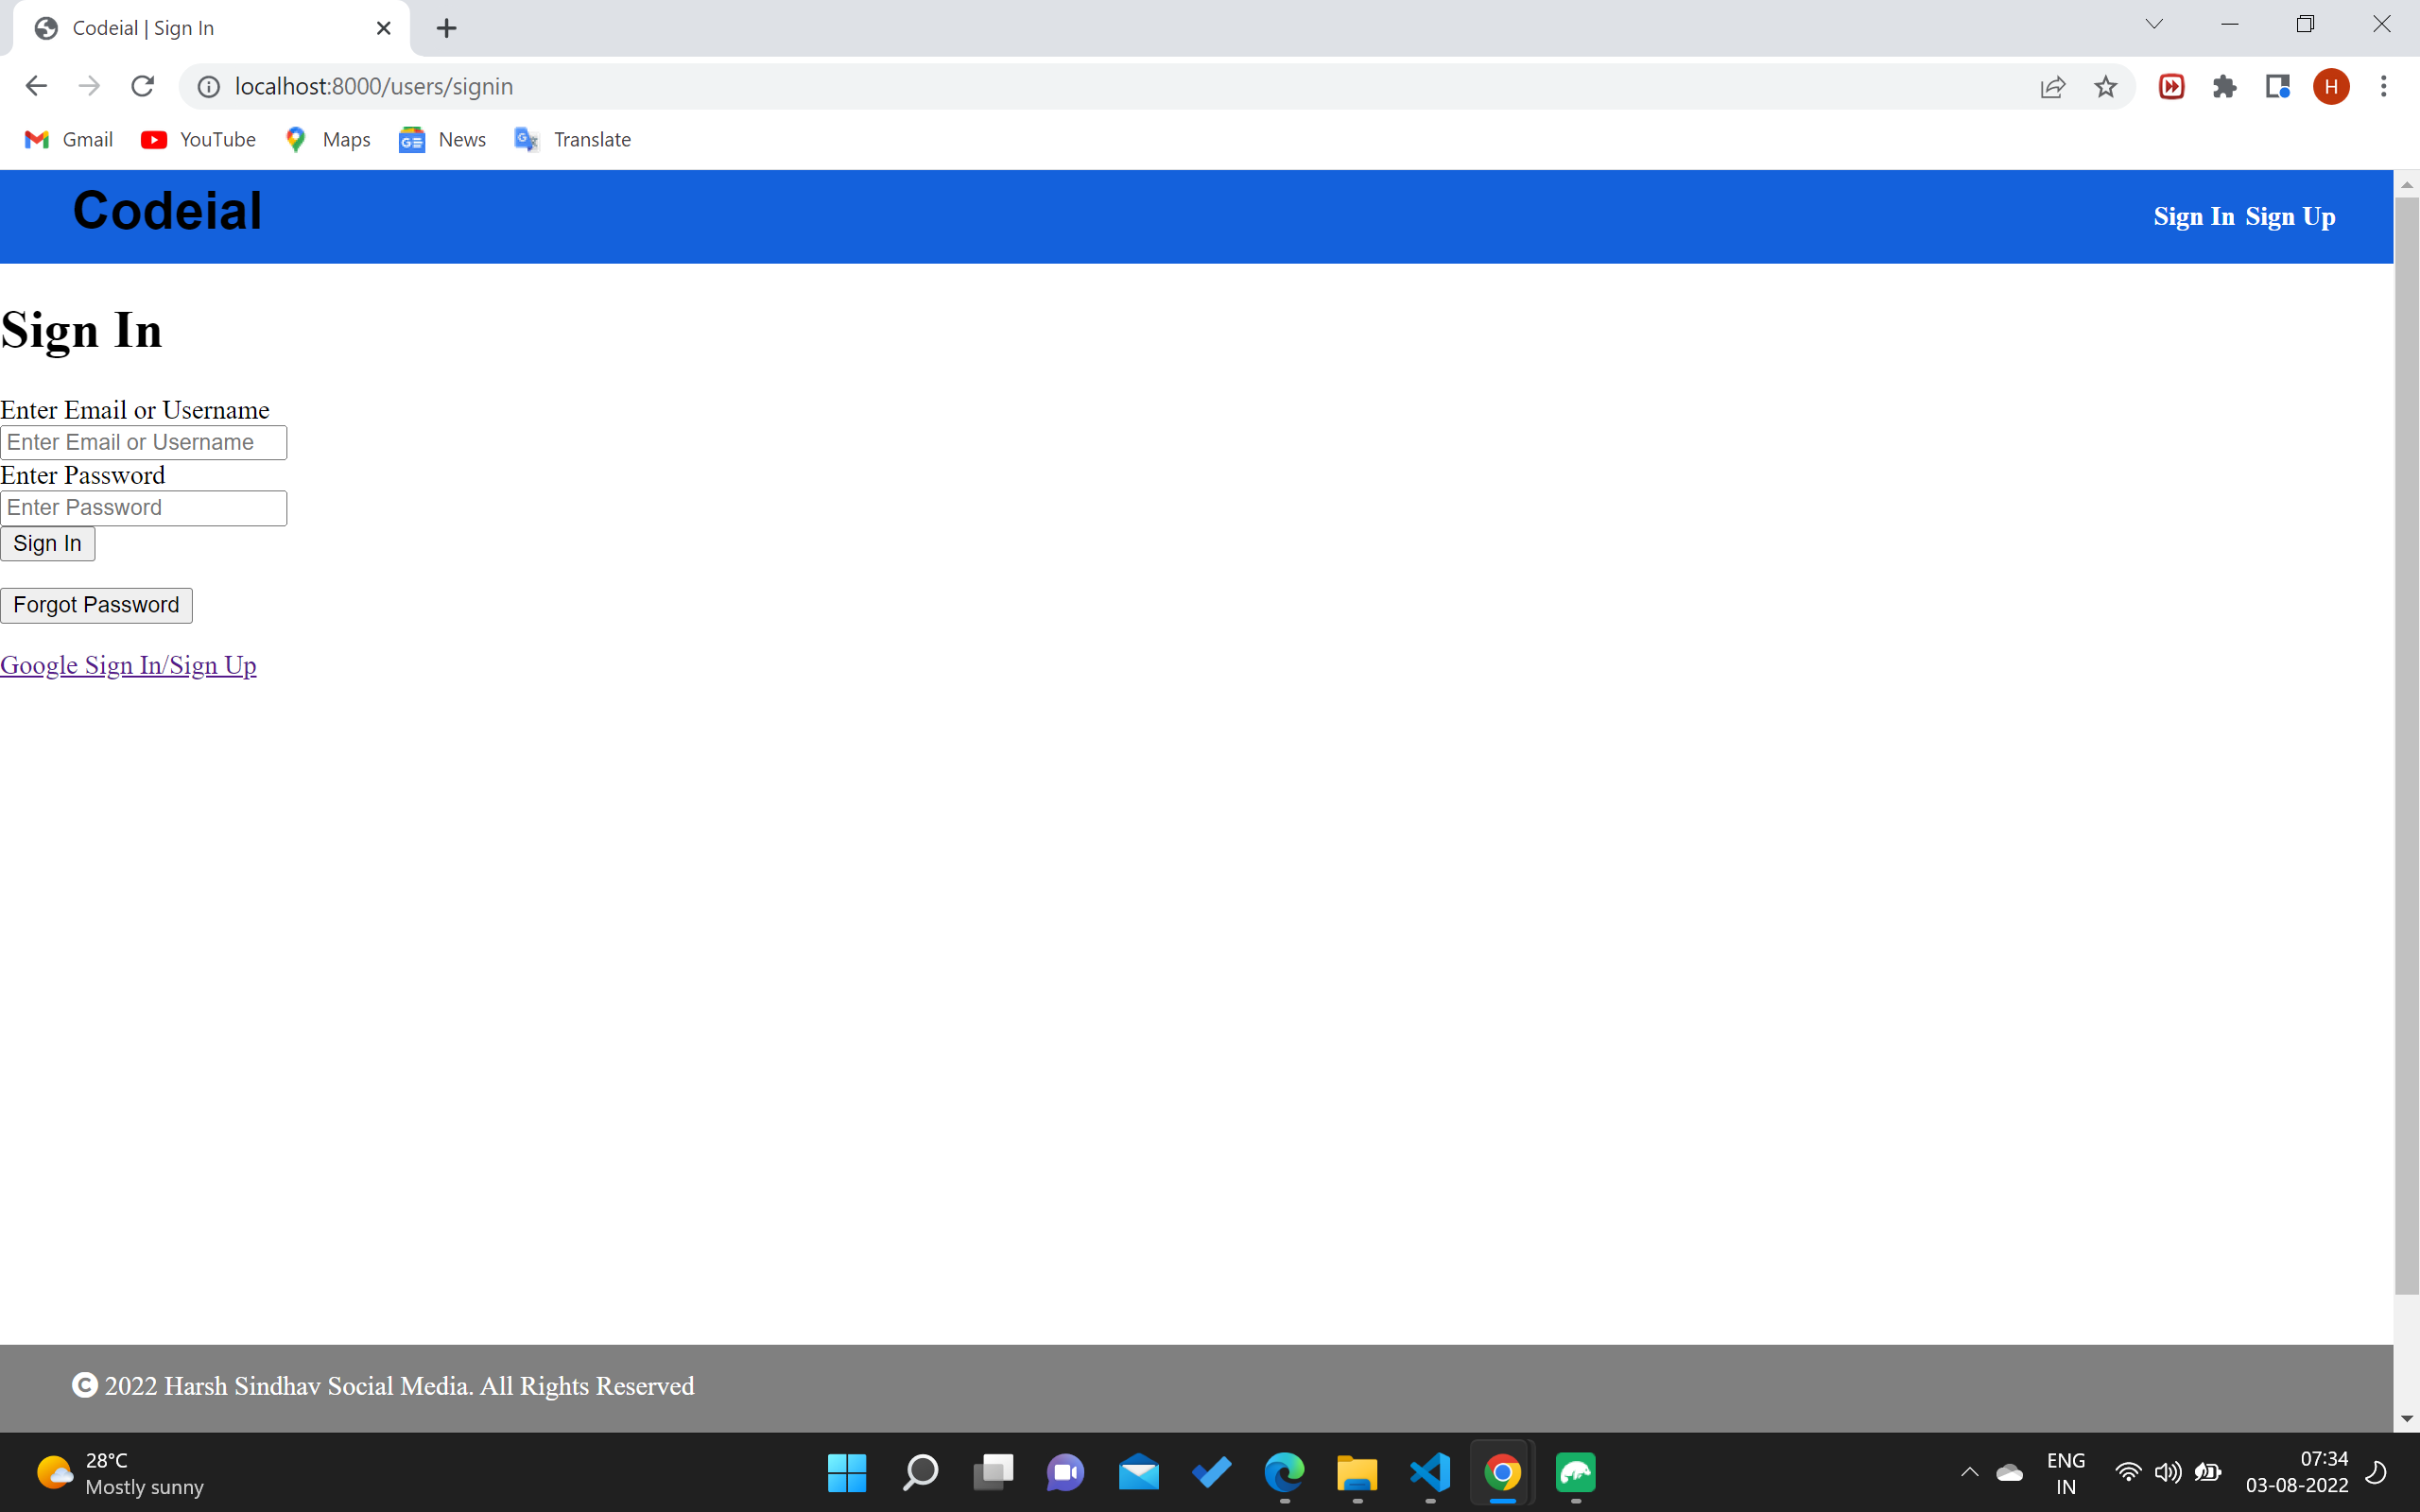 Codeial | Sign In
localhost:8000/users/signin
H
Gmail YouTube Maps GE News G Translate
Codeial
Sign In Sign Up
Sign In
Enter Email or Username
Enter Email or Username
Enter Password
Enter Password
Sign In
Forgot Password
Google Sign In/Sign Up
© 2022 Harsh Sindhav Social Media. All Rights Reserved
28°C
Mostly sunny
ENG
IN
07:34
03-08-2022